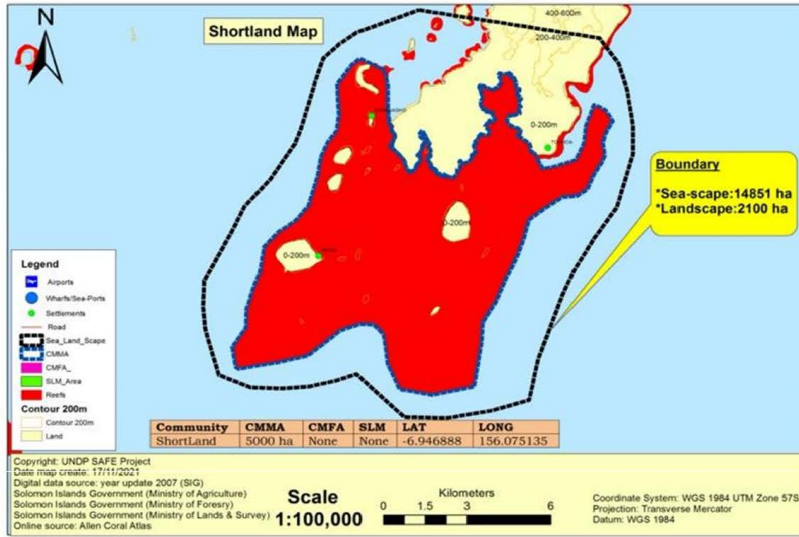 N
Shortland Map
400-600m
200-400m
0-200m
0-200m
0-200m
Boundary
*Sea-scape:14851 ha
*Landscape:2100 ha
Legend
Airports
Wharfs/Sea-Ports
Settlements
Road
Sea_Land_Scape
CMMA
CMFA_
SLM_Area
Reefs
Contour 200m
Contour 200m
Land
Community CMMA CMFA SLM LAT LONG
ShortLand 5000 ha None None -6.946888 156.075135
Copyright: UNDP SAFE Project
Date map create: 17/11/2021
Digital data source: year update 2007 (SIG)
Solomon Islands Government (Ministry of Agriculture)
Solomon Islands Government (Ministry of Foresry)
Solomon Islands Government (Ministry of Lands & Survey)
Online source: Allen Coral Atlas
Scale
1:100,000
Kilometers
0 1.5 3 6
Coordinate System: WGS 1984 UTM Zone 57S
Projection: Transverse Mercator
Datum: WGS 1984